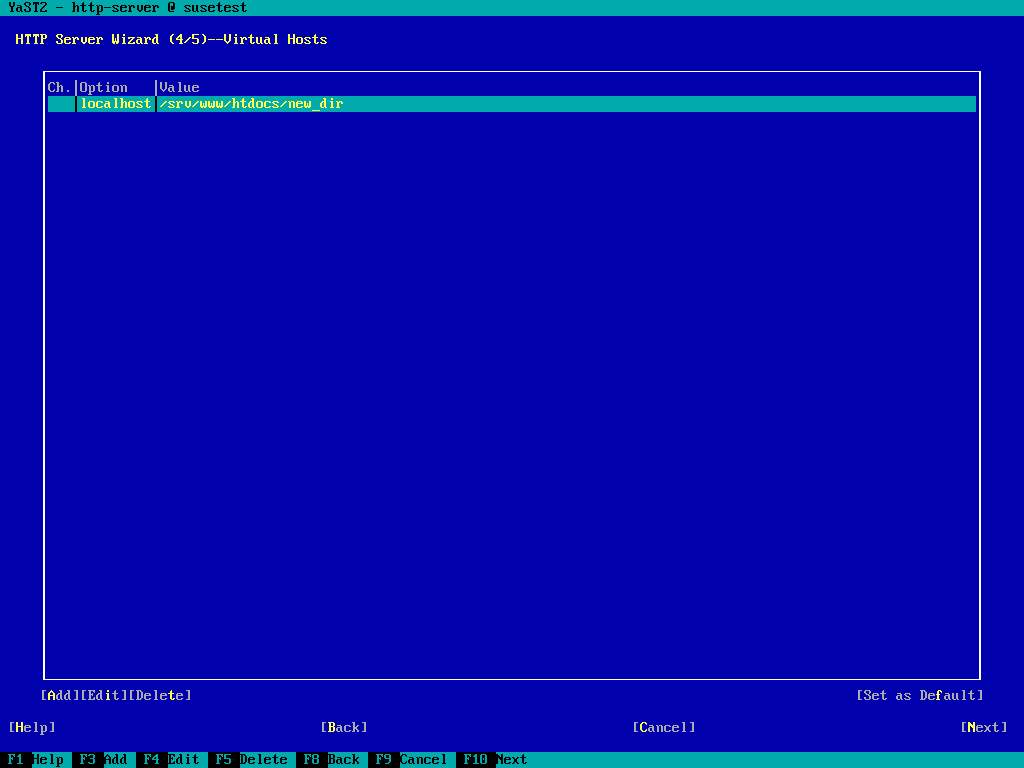 YaST2 - http-server @ susetest
HTTP Server Wizard (4/5)--Virtual Hosts
Ch.|Option |Value
localhost|/srv/www/htdocs/new_dir
[Add][Edit][Delete] [Set as Default]
[Help] [Back] [Cancel] [Next]
F1 Help F3 Add F4 Edit F5 Delete F8 Back F9 Cancel F10 Next